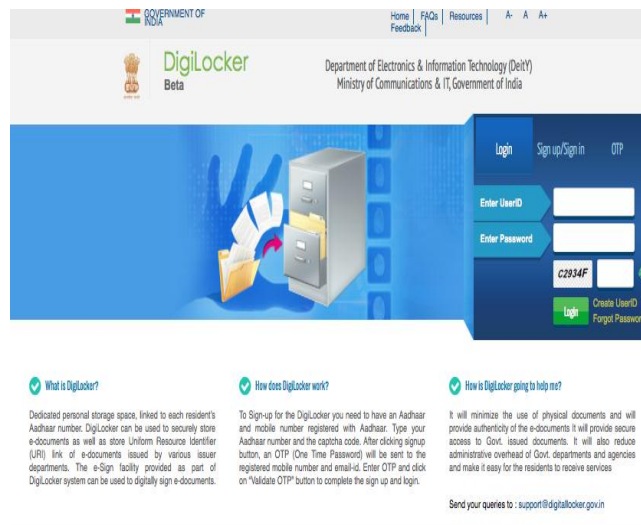 GOVERNMENT OF
INDIA
Home | FAQs | Resources | A- A A+
Feedback |
DigiLocker
Beta
Department of Electronics & Information Technology (DeitY)
Ministry of Communications & IT, Government of India
Login Sign up/Sign in OTP
Enter UserID
Enter Password
C2934F
Login
Create UserID
Forgot Passwor
What is DigiLocker?
Dedicated personal storage space, linked to each resident's
Aadhaar number. DigiLocker can be used to securely store
e-documents as well as store Uniform Resource Identifier
(URI) link of e-documents issued by various issuer
departments. The e-Sign facility provided as part of
DigiLocker system can be used to digitally sign e-documents.
How does DigiLocker work?
To Sign-up for the DigiLocker you need to have an Aadhaar
and mobile number registered with Aadhaar. Type your
Aadhaar number and the captcha code. After clicking signup
button, an OTP (One Time Password) will be sent to the
registered mobile number and email-id. Enter OTP and click
on "Validate OTP" button to complete the sign up and login.
How is DigiLocker going to help me?
It will minimize the use of physical documents and will
provide authenticity of the e-documents it will provide secure
access to Govt. issued documents. It will also reduce
administrative overhead of Govt. departments and agencies
and make it easy for the residents to receive services
Send your queries to : support@digitallocker.gov.in